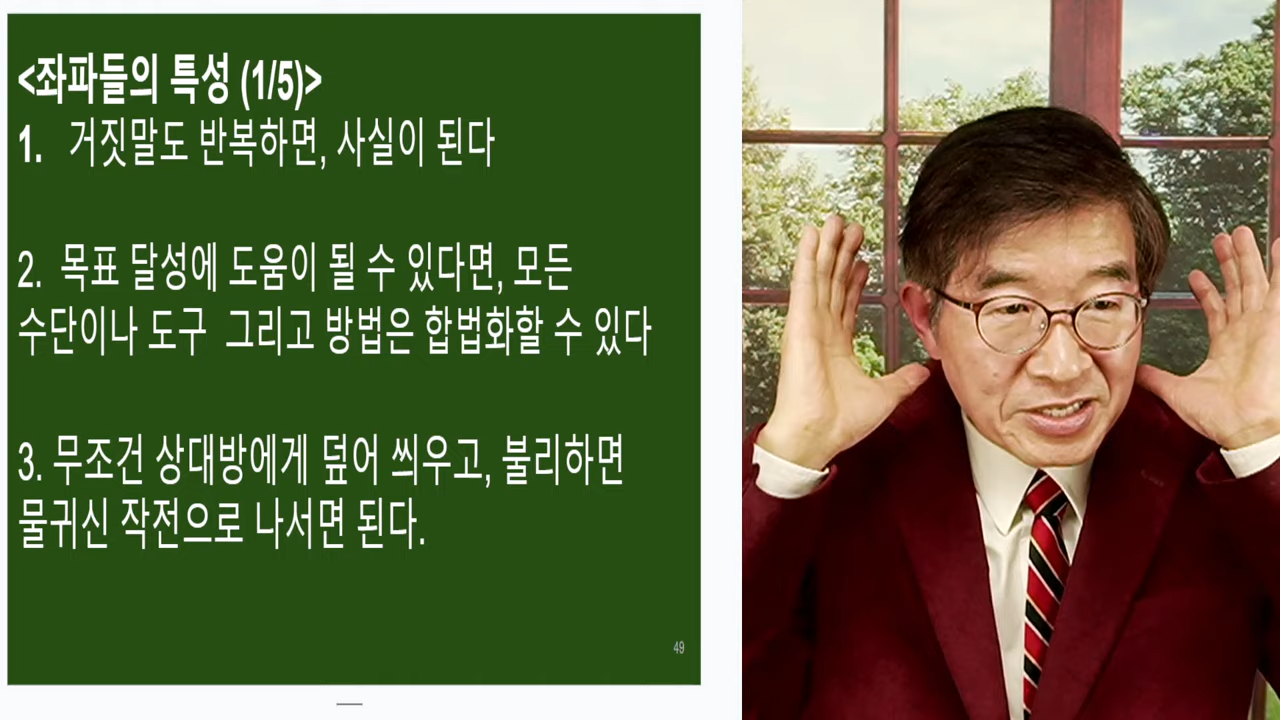 <좌파들의 특성 (1/5)>
1. 거짓말도 반복하면, 사실이 된다
2. 목표 달성에 도움이 될 수 있다면, 모든
수단이나 도구 그리고 방법은 합법화할 수 있다
3. 무조건 상대방에게 덮어 씌우고, 불리하면
물귀신 작전으로 나서면 된다.
49